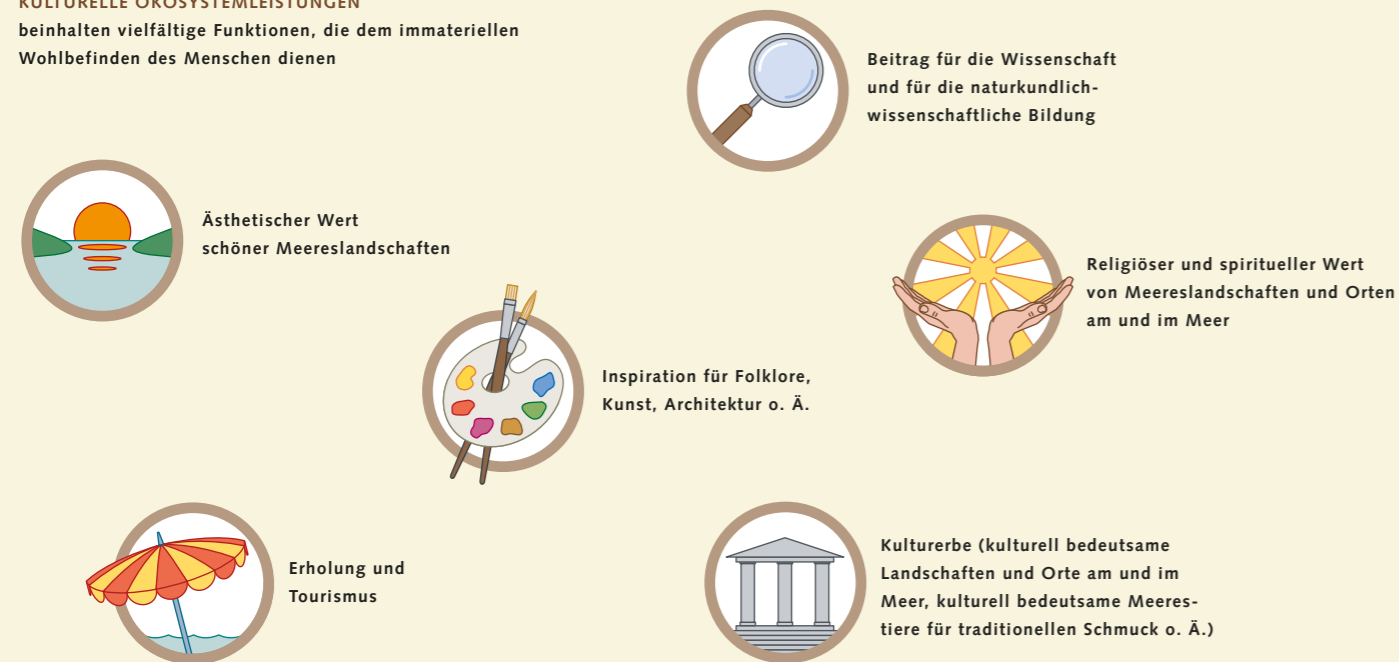 KULTURELLE ÖKOSYSTEMLEISTUNGEN
beinhalten vielfältige Funktionen, die dem immateriellen
Wohlbefinden des Menschen dienen
Beitrag für die Wissenschaft
und für die naturkundlich-
wissenschaftliche Bildung
Ästhetischer Wert
schöner Meereslandschaften
Religiöser und spiritueller Wert
von Meereslandschaften und Orten
am und im Meer
Inspiration für Folklore,
Kunst, Architektur o. Ä.
Erholung und
Tourismus
Kulturerbe (kulturell bedeutsame
Landschaften und Orte am und im
Meer, kulturell bedeutsame Meeres-
tiere für traditionellen Schmuck o. Ä.)